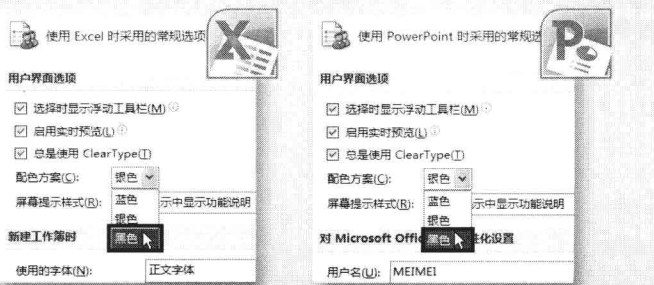 使用 Excel 时采用的常规选项
用户界面选项
选择时显示浮动工具栏(M)
启用实时预览(L)
总是使用 ClearType(T)
配色方案(C): 银色
屏幕提示样式(R): 蓝色 示中显示功能说明
银色
新建工作簿时 黑色
使用的字体(N): 正文字体
使用 PowerPoint 时采用的常规选
用户界面选项
选择时显示浮动工具栏(M)
启用实时预览(L)
总是使用 ClearType(T)
配色方案(C): 银色
屏幕提示样式(R): 蓝色 示中显示功能说明
银色
对 Microsoft Offic 黑色 性化设置
用户名(U): MEIMEI